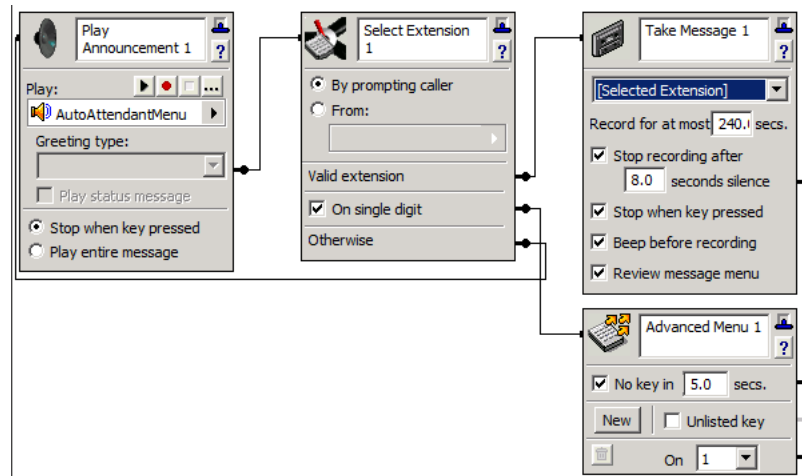 Play
Announcement 1
?
Play:
...
AutoAttendantMenu
Greeting type:
Play status message
Stop when key pressed
Play entire message
Select Extension
1
?
By prompting caller
From:
Valid extension
On single digit
Otherwise
Take Message 1
?
[Selected Extension]
Record for at most 240. secs.
Stop recording after
8.0 seconds silence
Stop when key pressed
Beep before recording
Review message menu
Advanced Menu 1
?
No key in 5.0 secs.
New Unlisted key
On 1